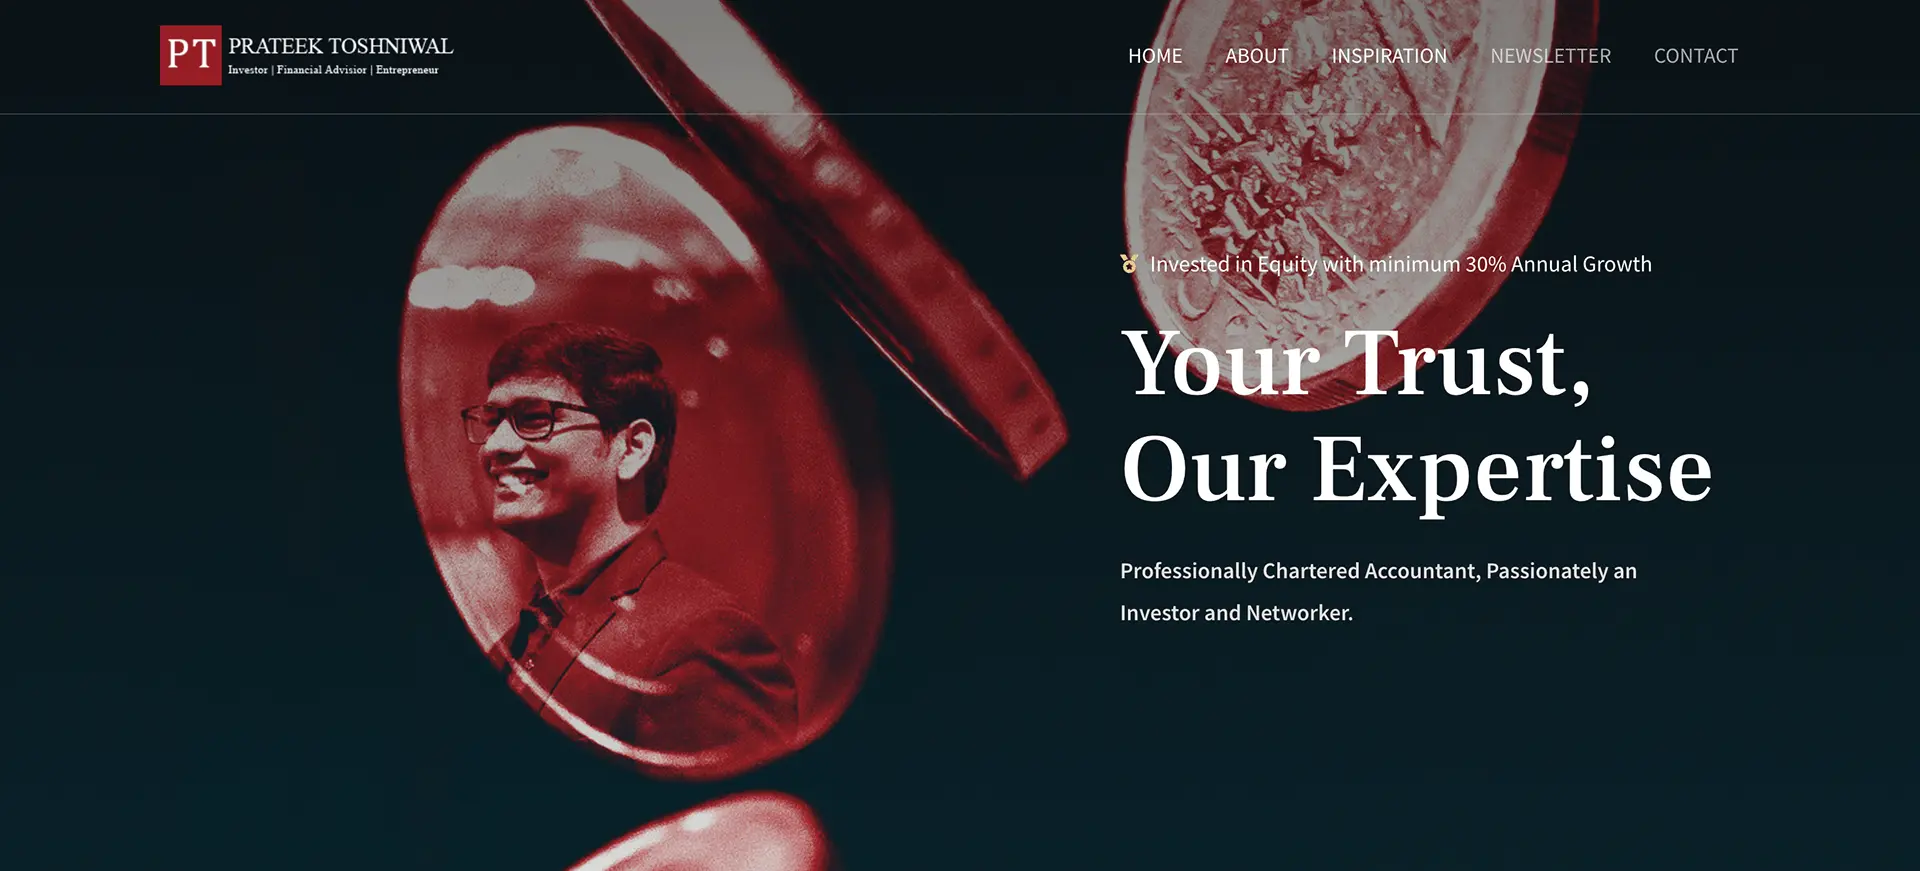 PT
PRATEEK TOSHNIWAL
Investor | Financial Advisior | Entrepreneur
HOME ABOUT INSPIRATION NEWSLETTER CONTACT
Invested in Equity with minimum 30% Annual Growth
Your Trust,
Our Expertise
Professionally Chartered Accountant, Passionately an
Investor and Networker.